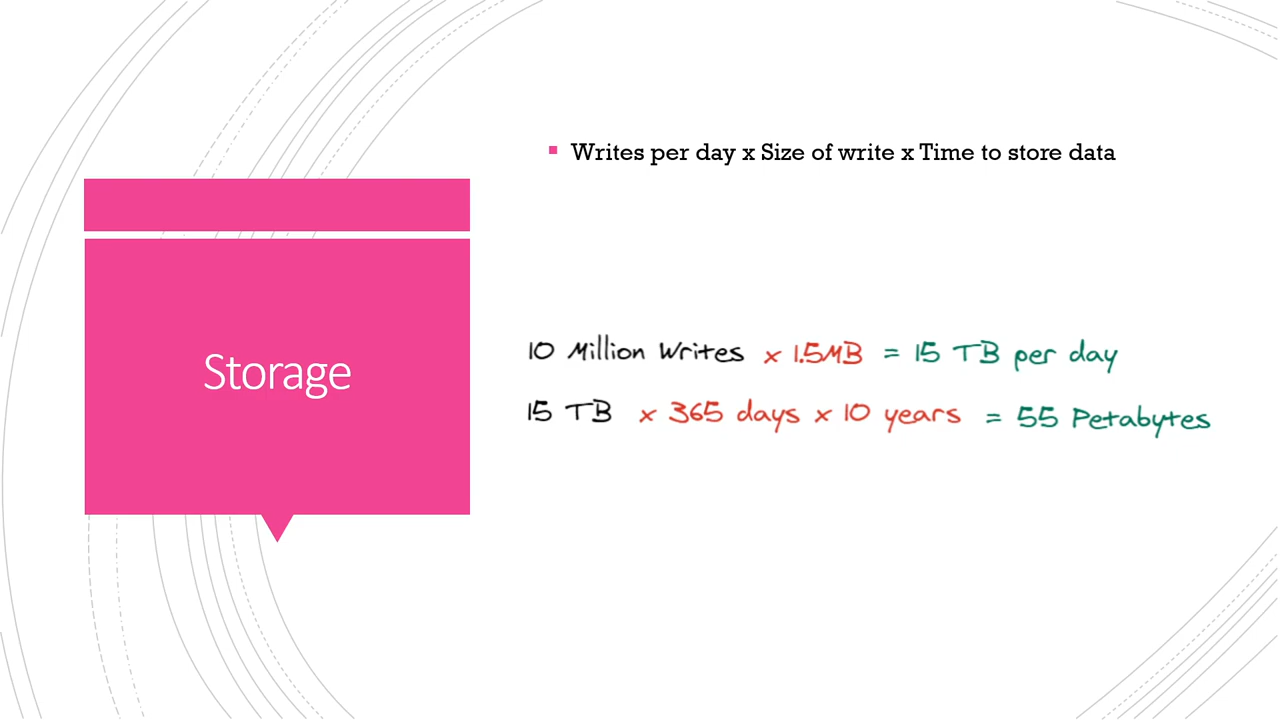 Writes per day x Size of write x Time to store data
Storage
10 Million Writes x 1.5MB = 15 TB per day
15 TB x 365 days x 10 years = 55 Petabytes